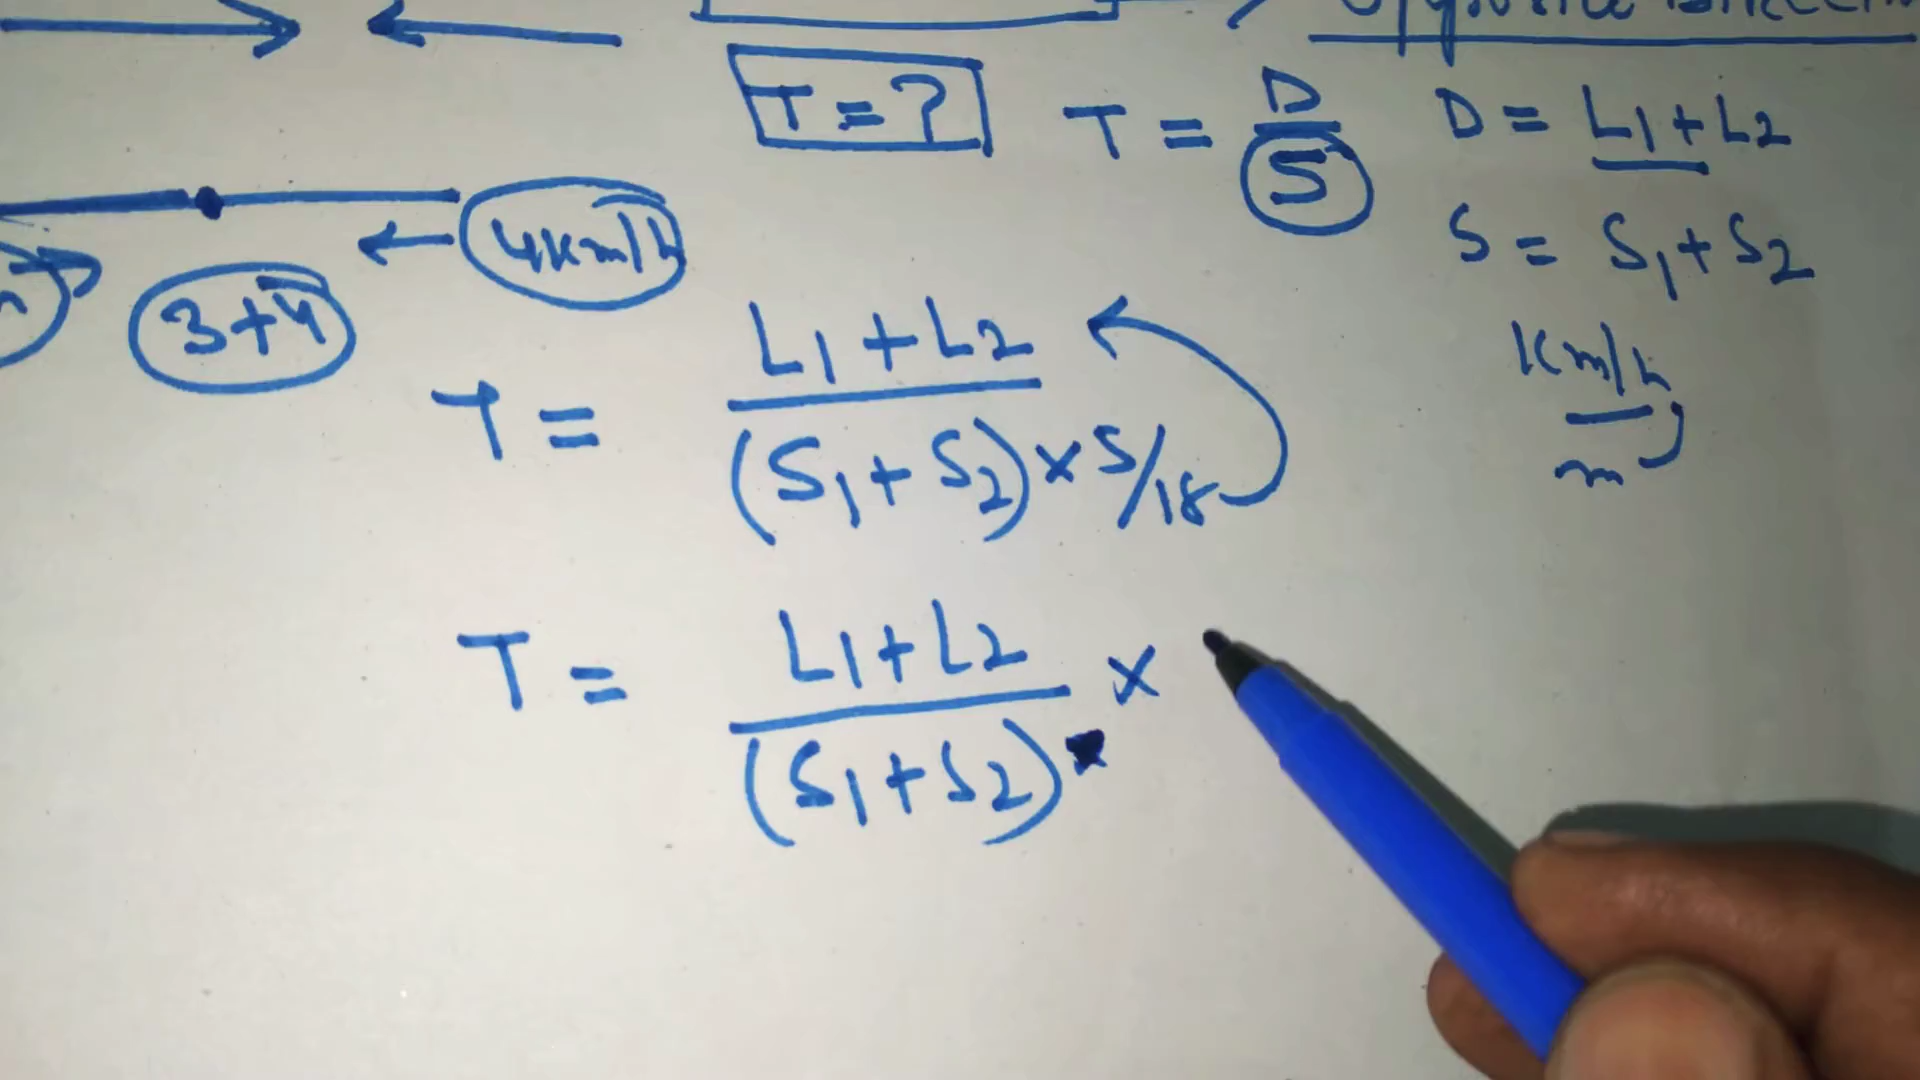 T = ? T = D/S D = L1+L2
S = S1+S2
4km/h
3+4
km/h
m
T = L1+L2/(S1+S2)×5/18
T = L1+L2/(S1+S2) ×